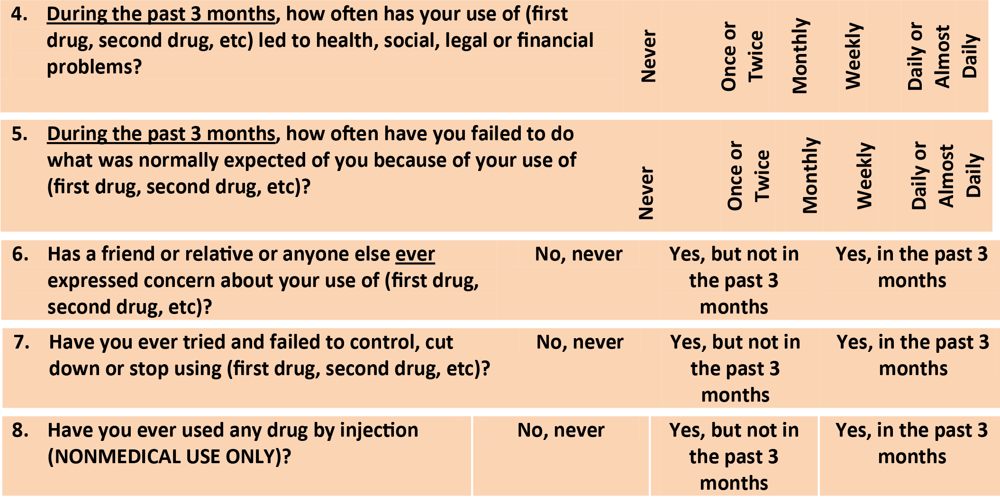 4. During the past 3 months, how often has your use of (first
drug, second drug, etc) led to health, social, legal or financial
problems?
Never
Once or
Twice
Monthly
Weekly
Daily or
Almost
Daily
5. During the past 3 months, how often have you failed to do
what was normally expected of you because of your use of
(first drug, second drug, etc)?
Never
Once or
Twice
Monthly
Weekly
Daily or
Almost
Daily
6. Has a friend or relative or anyone else ever
expressed concern about your use of (first drug,
second drug, etc)?
No, never
Yes, but not in
the past 3
months
Yes, in the past 3
months
7. Have you ever tried and failed to control, cut
down or stop using (first drug, second drug, etc)?
No, never
Yes, but not in
the past 3
months
Yes, in the past 3
months
8. Have you ever used any drug by injection
(NONMEDICAL USE ONLY)?
No, never
Yes, but not in
the past 3
months
Yes, in the past 3
months